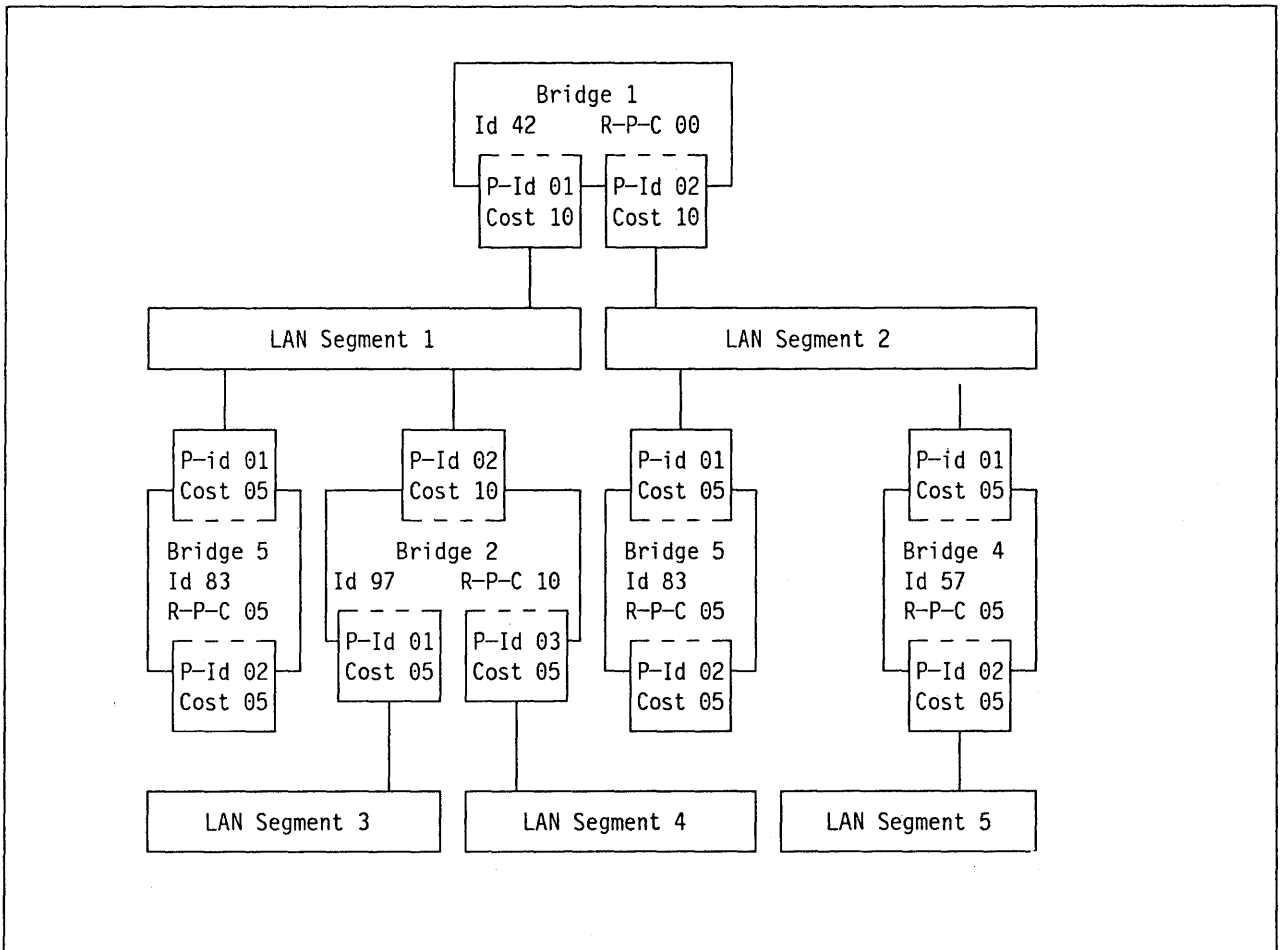 Bridge 1
Id 42 R-P-C 00
P-Id 01 P-Id 02
Cost 10 Cost 10
LAN Segment 1 LAN Segment 2
P-id 01 P-Id 02 P-id 01 P-id 01
Cost 05 Cost 10 Cost 05 Cost 05
Bridge 5 Bridge 2 Bridge 5 Bridge 4
Id 83 Id 97 R-P-C 10 Id 83 Id 57
R-P-C 05 R-P-C 05 R-P-C 05
P-Id 02 P-Id 01 P-Id 03 P-Id 02 P-Id 02
Cost 05 Cost 05 Cost 05 Cost 05 Cost 05
LAN Segment 3 LAN Segment 4 LAN Segment 5